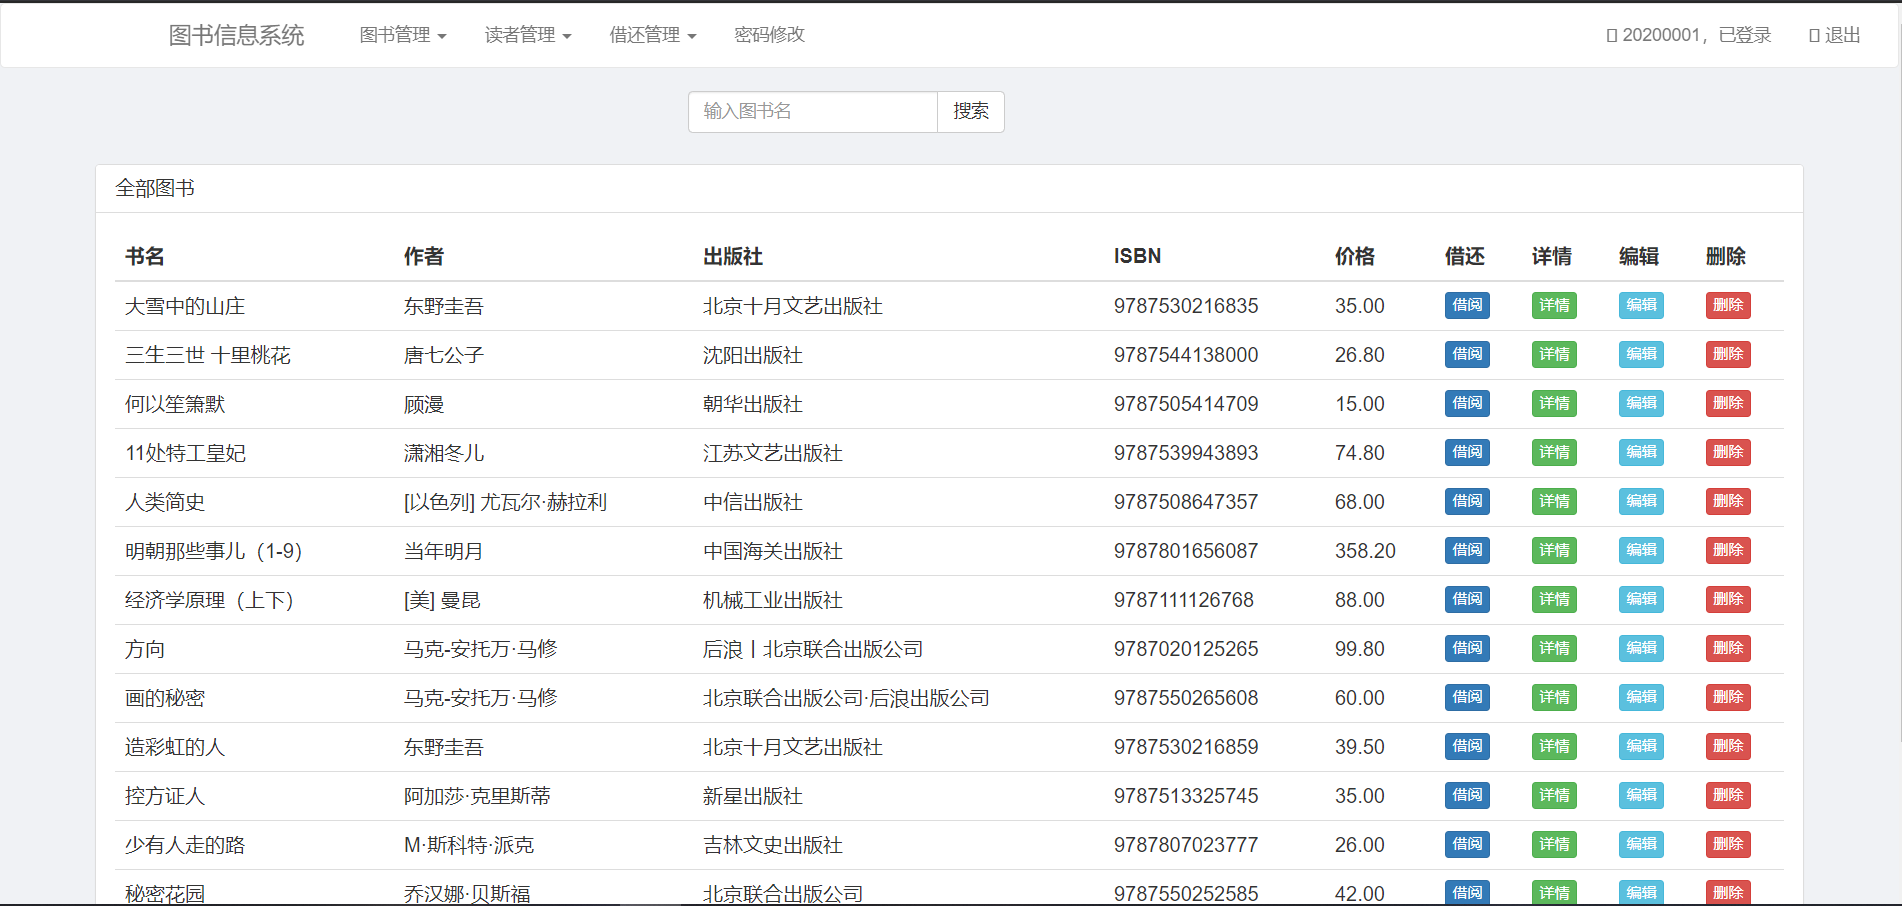 图书信息系统 图书管理 读者管理 借还管理 密码修改 20200001，已登录 退出
输入图书名 搜索
全部图书
书名 作者 出版社 ISBN 价格 借还 详情 编辑 删除
大雪中的山庄 东野圭吾 北京十月文艺出版社 9787530216835 35.00 借阅 详情 编辑 删除
三生三世 十里桃花 唐七公子 沈阳出版社 9787544138000 26.80 借阅 详情 编辑 删除
何以笙箫默 顾漫 朝华出版社 9787505414709 15.00 借阅 详情 编辑 删除
11处特工皇妃 潇湘冬儿 江苏文艺出版社 9787539943893 74.80 借阅 详情 编辑 删除
人类简史 [以色列] 尤瓦尔·赫拉利 中信出版社 9787508647357 68.00 借阅 详情 编辑 删除
明朝那些事儿（1-9） 当年明月 中国海关出版社 9787801656087 358.20 借阅 详情 编辑 删除
经济学原理（上下） [美] 曼昆 机械工业出版社 9787111126768 88.00 借阅 详情 编辑 删除
方向 马克-安托万·马修 后浪丨北京联合出版公司 9787020125265 99.80 借阅 详情 编辑 删除
画的秘密 马克-安托万·马修 北京联合出版公司·后浪出版公司 9787550265608 60.00 借阅 详情 编辑 删除
造彩虹的人 东野圭吾 北京十月文艺出版社 9787530216859 39.50 借阅 详情 编辑 删除
控方证人 阿加莎·克里斯蒂 新星出版社 9787513325745 35.00 借阅 详情 编辑 删除
少有人走的路 M·斯科特·派克 吉林文史出版社 9787807023777 26.00 借阅 详情 编辑 删除
秘密花园 乔汉娜·贝斯福 北京联合出版公司 9787550252585 42.00 借阅 详情 编辑 删除